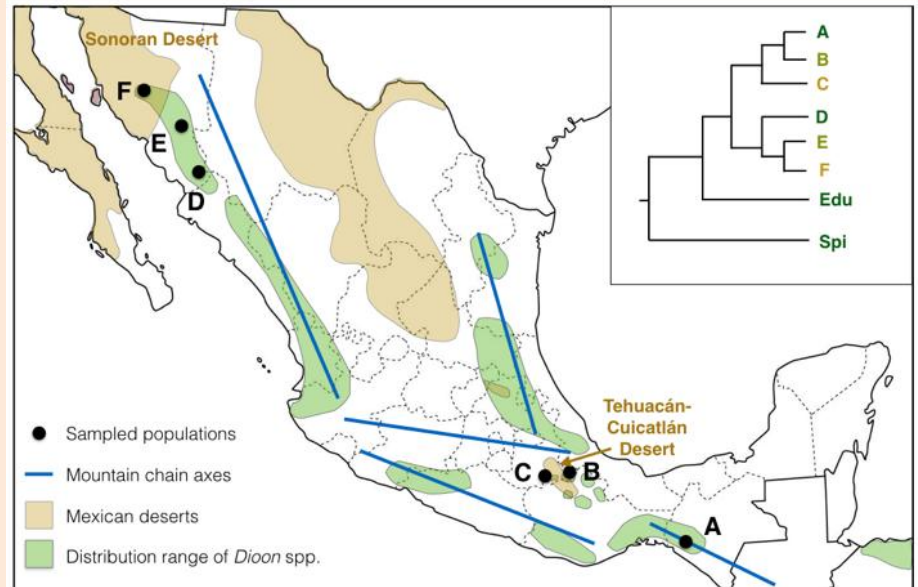 Sonoran Desert
F
E
D
A
B
C
D
E
F
Edu
Spi
Tehuacán-
Cuicatlán
Desert
C
B
A
Sampled populations
Mountain chain axes
Mexican deserts
Distribution range of Dioon spp.